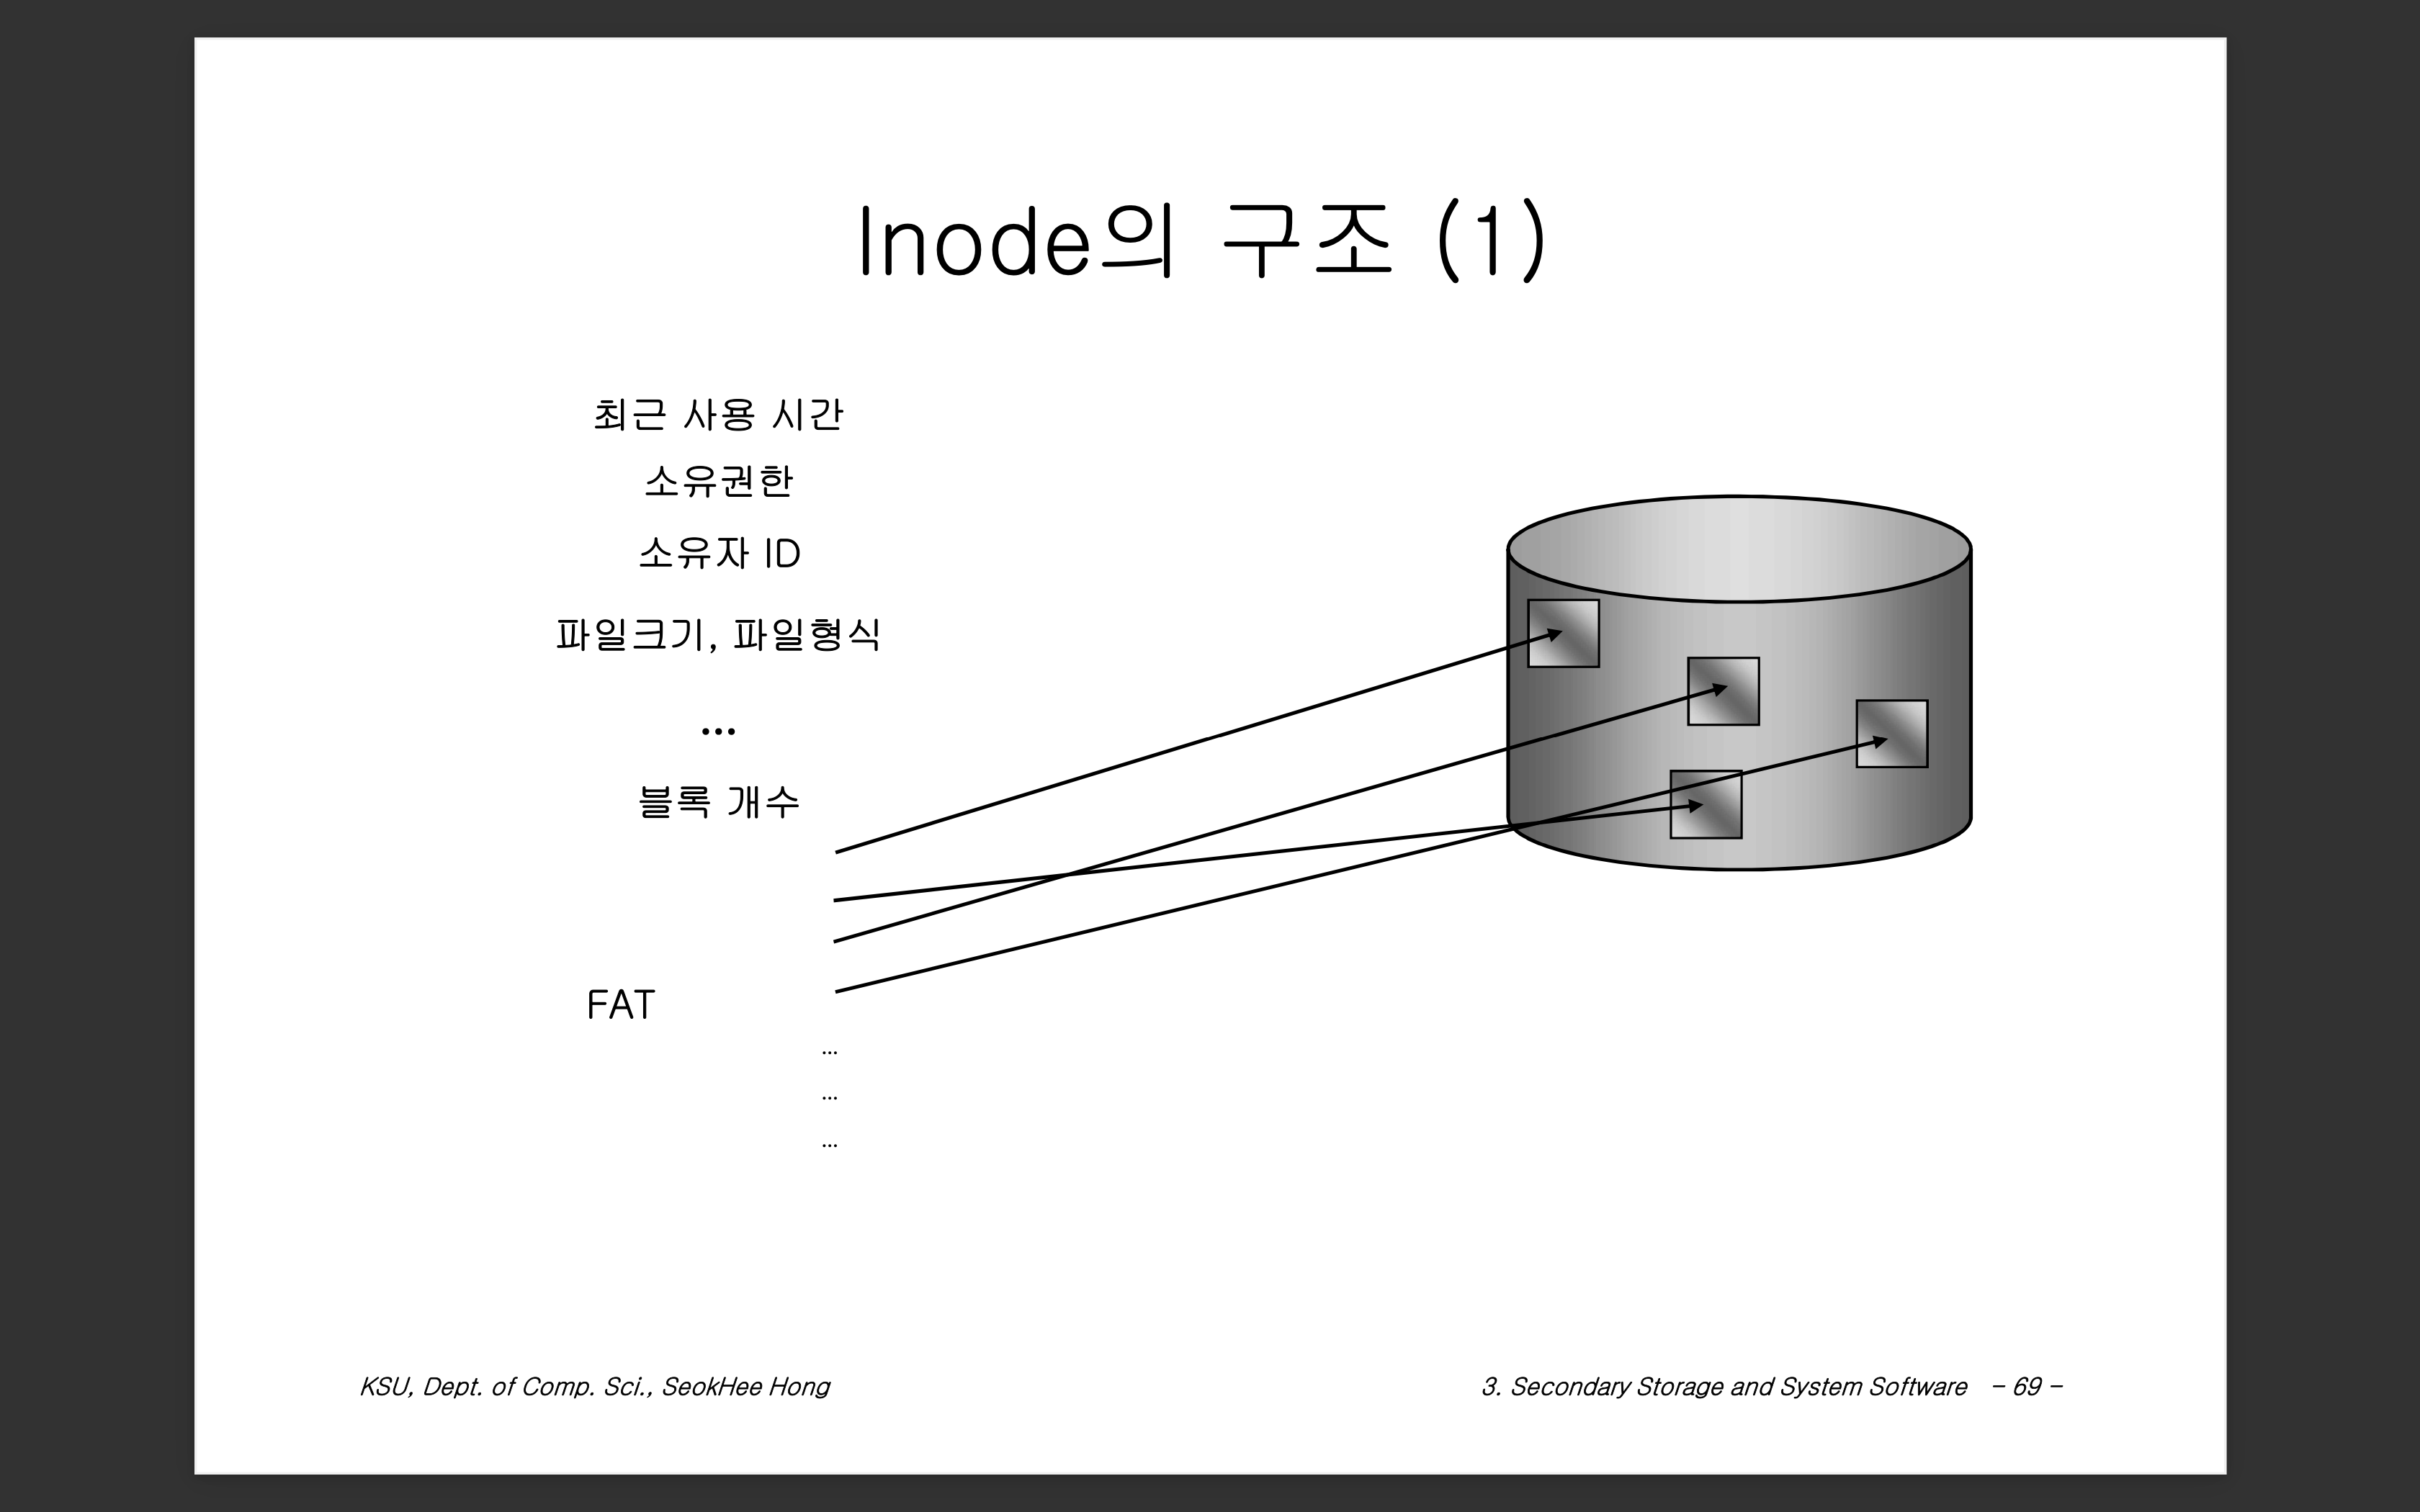 Inode의 구조 (1)
최근 사용 시간
소유권한
소유자 ID
파일크기, 파일형식
...
블록 개수
FAT
...
...
...
KSU, Dept. of Comp. Sci., SeokHee Hong
3. Secondary Storage and System Software - 69 -